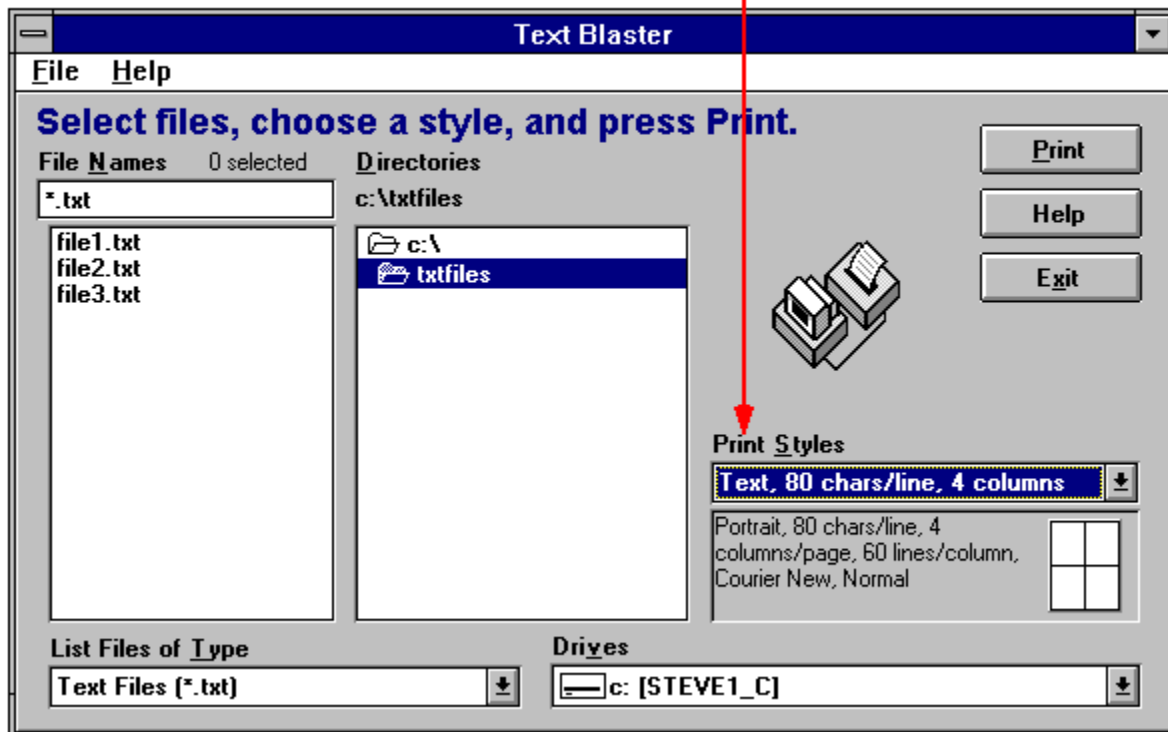 Text Blaster
File Help
Select files, choose a style, and press Print.
File Names 0 selected
*.txt
file1.txt
file2.txt
file3.txt
Directories
c:\txtfiles
c:\
txtfiles
Print
Help
Exit
Print Styles
Text, 80 chars/line, 4 columns
Portrait, 80 chars/line, 4
columns/page, 60 lines/column,
Courier New, Normal
List Files of Type
Text Files (*.txt)
Drives
c: [STEVE1_C]